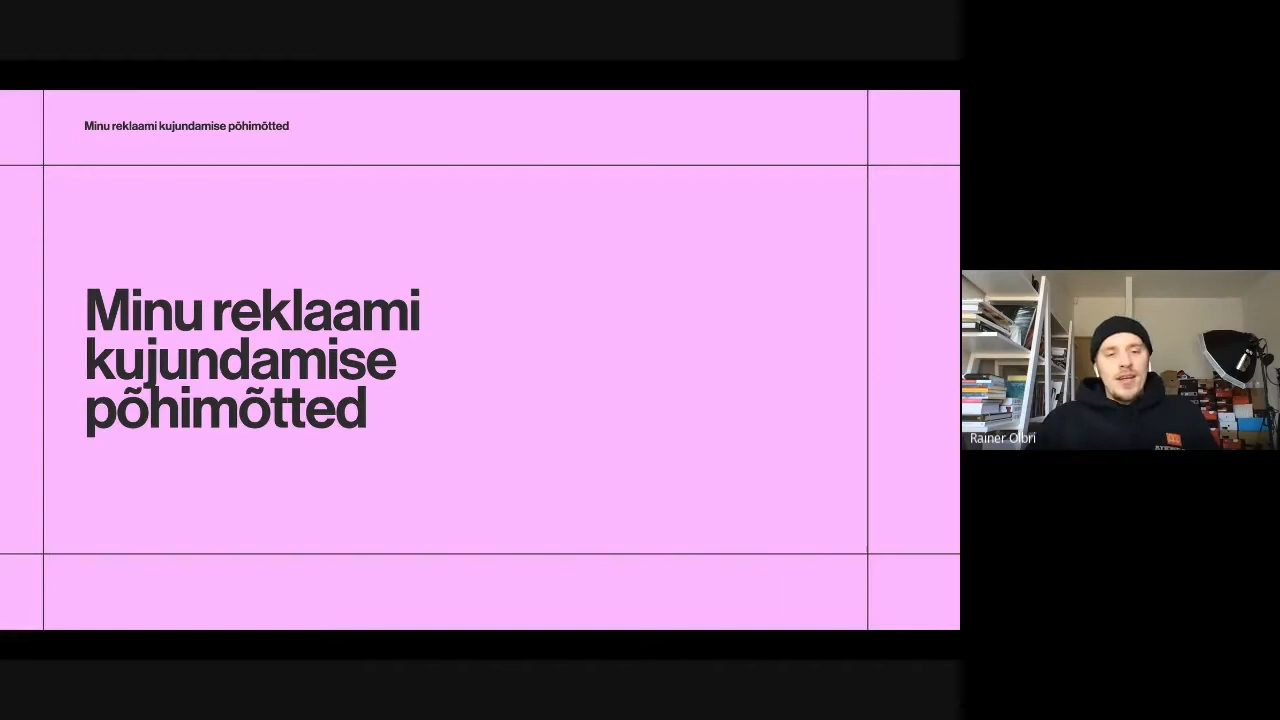 Minu reklaami kujundamise põhimõtted
Minu reklaami
kujundamise
põhimõtted
Rainer Olbri